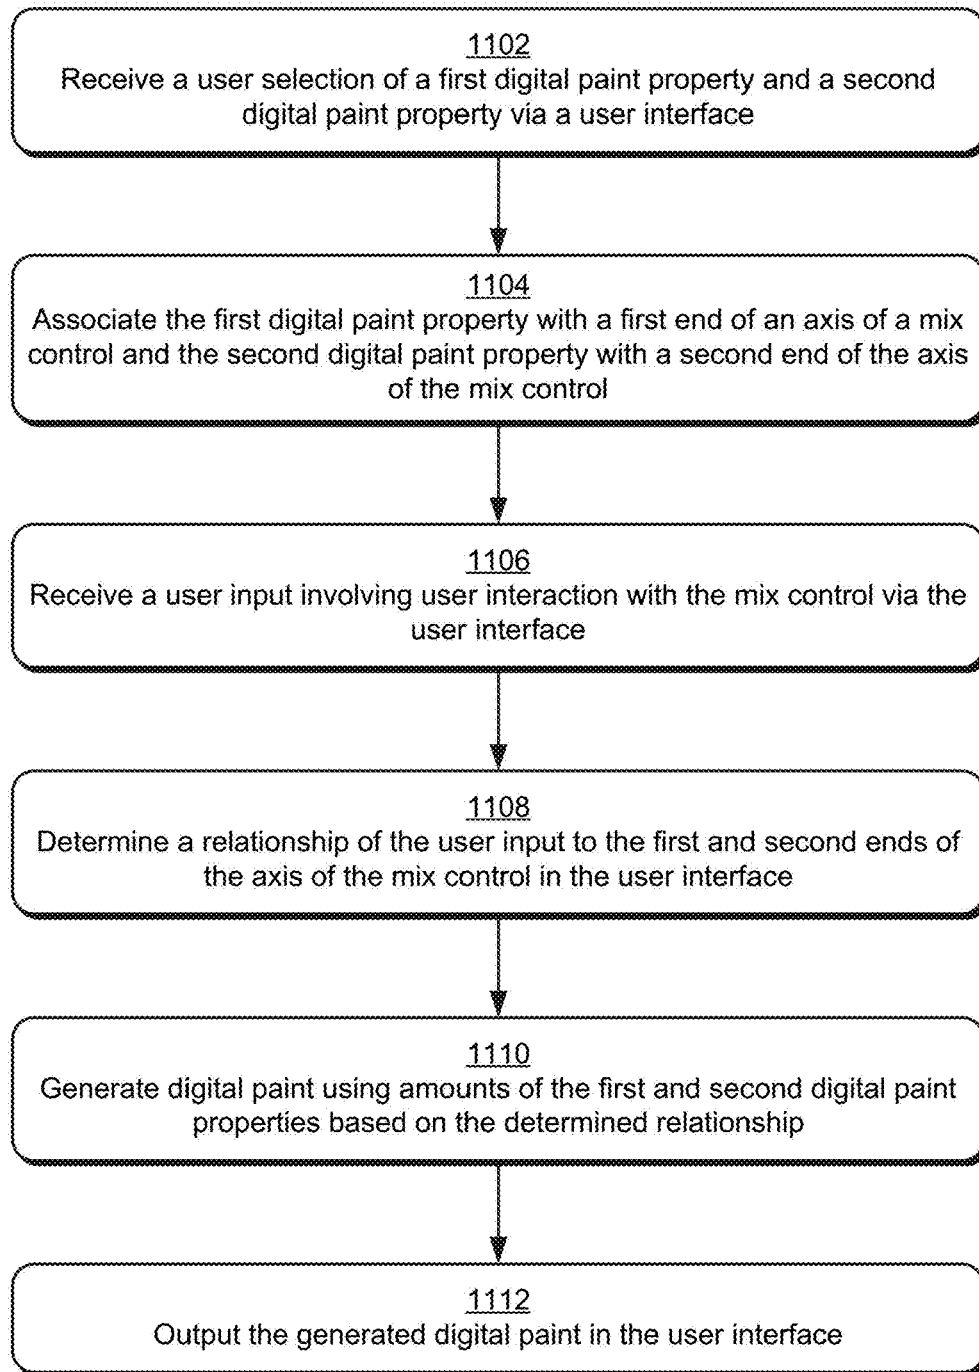 1102
Receive a user selection of a first digital paint property and a second
digital paint property via a user interface
1104
Associate the first digital paint property with a first end of an axis of a mix
control and the second digital paint property with a second end of the axis
of the mix control
1106
Receive a user input involving user interaction with the mix control via the
user interface
1108
Determine a relationship of the user input to the first and second ends of
the axis of the mix control in the user interface
1110
Generate digital paint using amounts of the first and second digital paint
properties based on the determined relationship
1112
Output the generated digital paint in the user interface